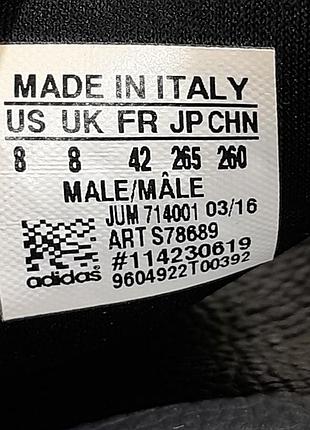 MADE IN ITALY
US UK FR JP CHN
8 8 42 265 260
MALE/MÂLE
JUM 714001 03/16
ART S78689
#114230619
9604922T00392
adidas